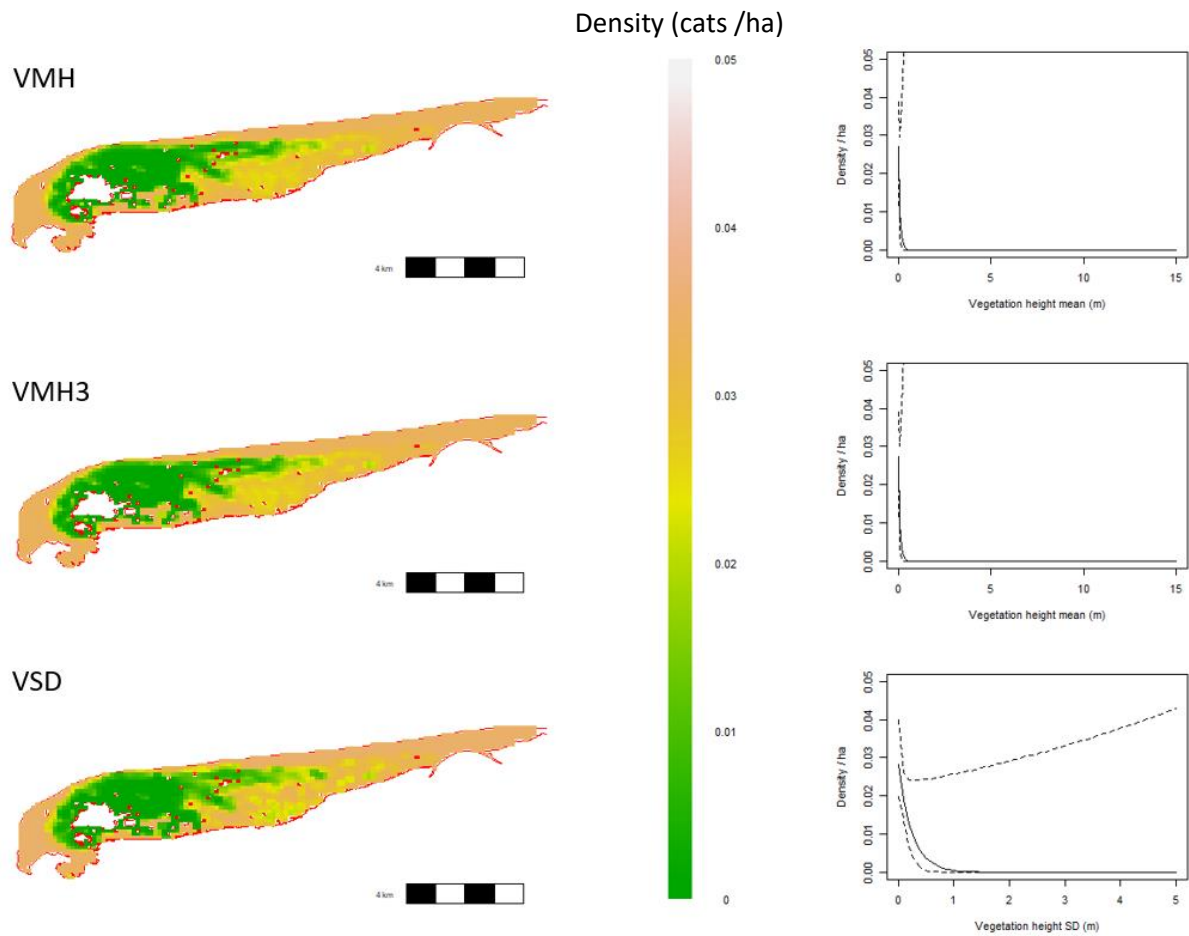 Density (cats /ha)
VMH
4 km
VMH3
4 km
VSD
4 km
0.05
0.04
0.03
0.02
0.01
0
Density / ha
0.05
0.04
0.03
0.02
0.01
0.00
0 5 10 15
Vegetation height mean (m)
Density / ha
0.05
0.04
0.03
0.02
0.01
0.00
0 5 10 15
Vegetation height mean (m)
Density / ha
0.05
0.04
0.03
0.02
0.01
0.00
0 1 2 3 4 5
Vegetation height SD (m)